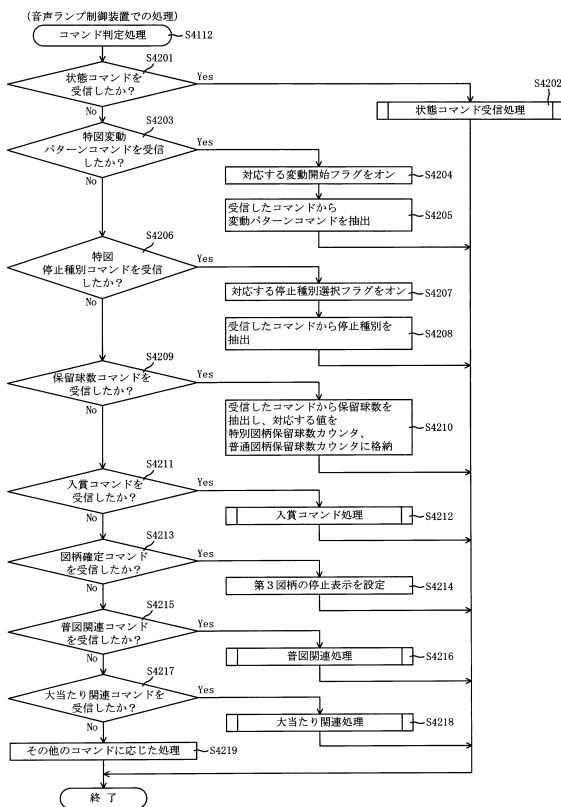 (音声ランプ制御装置での処理)
コマンド判定処理 S4112
S4201
状態コマンドを
受信したか?
Yes
No
S4202
状態コマンド受信処理
S4203
特図変動
パターンコマンドを受信
したか?
Yes
No
対応する変動開始フラグをオン S4204
受信したコマンドから
変動パターンコマンドを抽出
S4205
S4206
特図
停止種別コマンドを受信
したか?
Yes
No
対応する停止種別選択フラグをオン S4207
受信したコマンドから停止種別を
抽出
S4208
S4209
保留球数コマンドを
受信したか?
Yes
No
受信したコマンドから保留球数を
抽出し、対応する値を
特別図柄保留球数カウンタ、
普通図柄保留球数カウンタに格納
S4210
S4211
入賞コマンドを
受信したか?
Yes
No
入賞コマンド処理 S4212
S4213
図柄確定コマンド
を受信したか?
Yes
No
第3図柄の停止表示を設定 S4214
S4215
普図関連コマンド
を受信したか?
Yes
No
普図関連処理 S4216
S4217
大当たり関連コマンドを
受信したか?
Yes
No
大当たり関連処理 S4218
その他のコマンドに応じた処理 S4219
終了